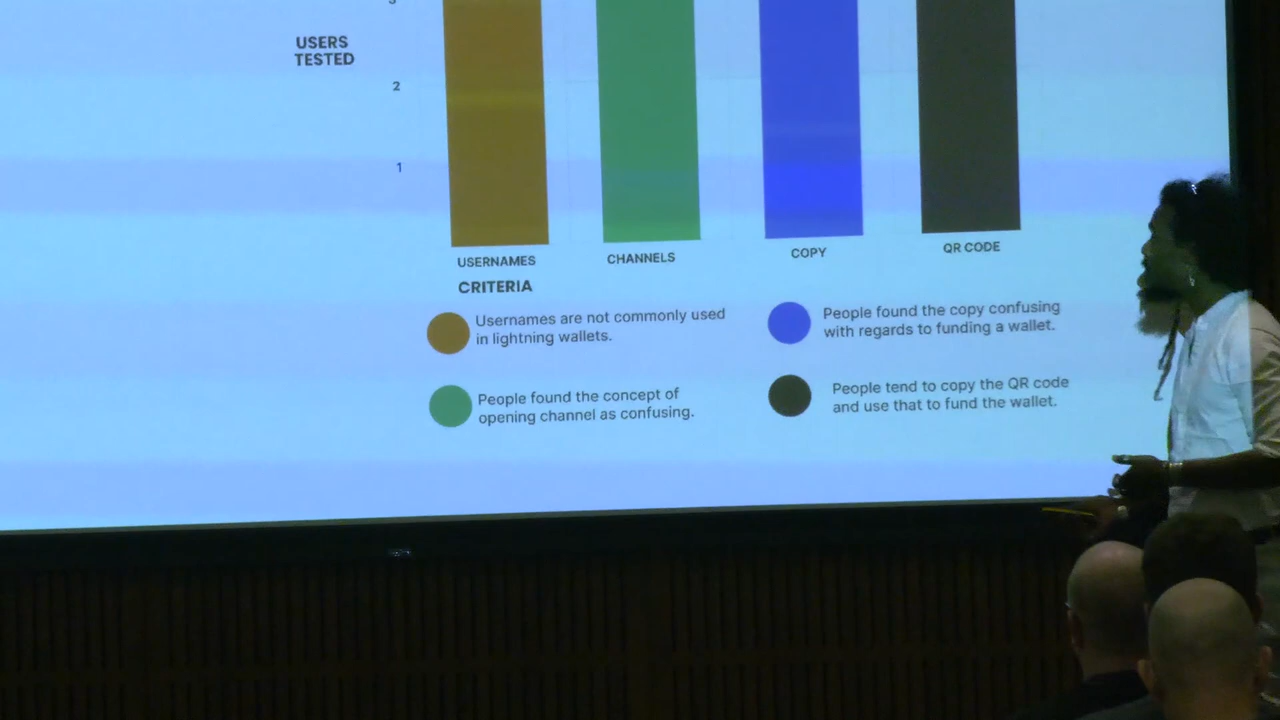 3
USERS
TESTED
2
1
USERNAMES
CHANNELS
COPY
QR CODE
CRITERIA
Usernames are not commonly used
in lightning wallets.
People found the copy confusing
with regards to funding a wallet.
People found the concept of
opening channel as confusing.
People tend to copy the QR code
and use that to fund the wallet.